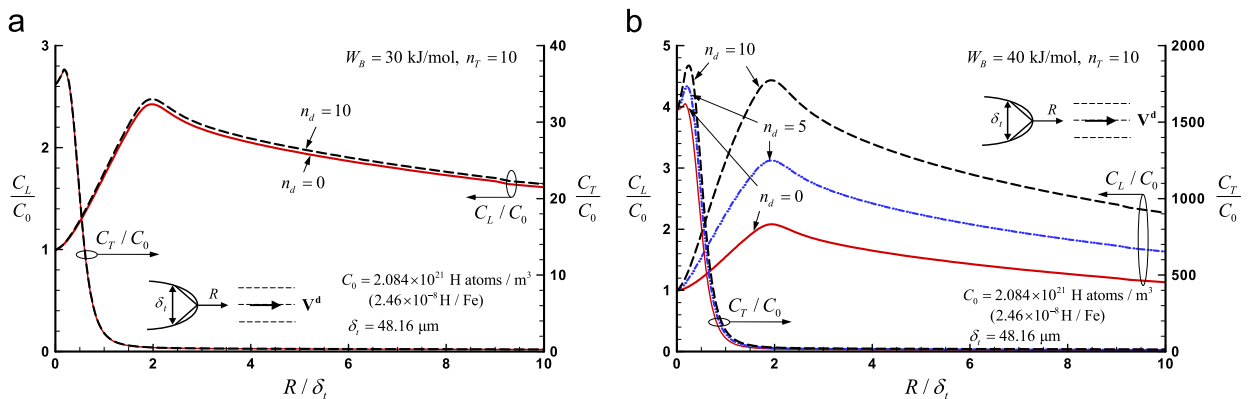 a
W_B = 30 kJ/mol, n_T = 10
3
2
1
0
C_L
C_0
40
30
20
10
0
C_T
C_0
n_d = 10
n_d = 0
C_L / C_0
C_T / C_0
δ_t
R
V^d
C_0 = 2.084×10^21 H atoms / m^3
(2.46×10^-8 H / Fe)
δ_t = 48.16 μm
0 2 4 6 8 10
R / δ_t
b
W_B = 40 kJ/mol, n_T = 10
5
4
3
2
1
0
C_L
C_0
2000
1500
1000
500
0
C_T
C_0
n_d = 10
n_d = 5
n_d = 0
δ_t
R
V^d
C_L / C_0
C_T / C_0
C_0 = 2.084×10^21 H atoms / m^3
(2.46×10^-8 H / Fe)
δ_t = 48.16 μm
0 2 4 6 8 10
R / δ_t